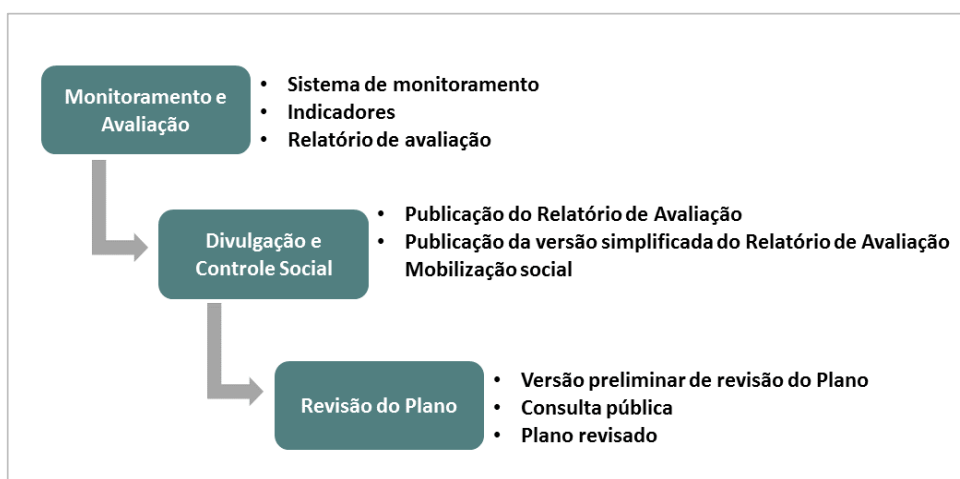 Monitoramento e
Avaliação
• Sistema de monitoramento
• Indicadores
• Relatório de avaliação
Divulgação e
Controle Social
• Publicação do Relatório de Avaliação
• Publicação da versão simplificada do Relatório de Avaliação
Mobilização social
Revisão do Plano
• Versão preliminar de revisão do Plano
• Consulta pública
• Plano revisado